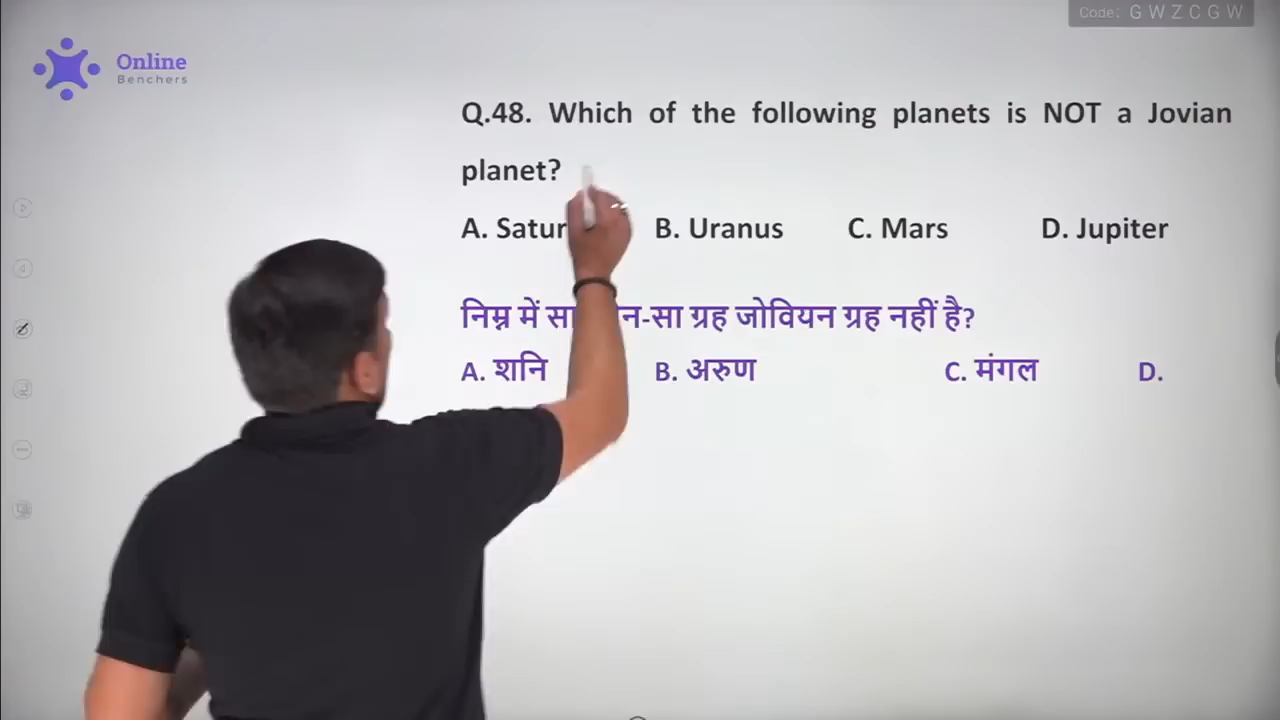 Code: G W Z C G W
Online
Benchers
Q.48. Which of the following planets is NOT a Jovian
planet?
A. Satur B. Uranus C. Mars D. Jupiter
निम्न में ग्रह जोवियन ग्रह नहीं है?
A. शनि B. अरुण C. मंगल D.